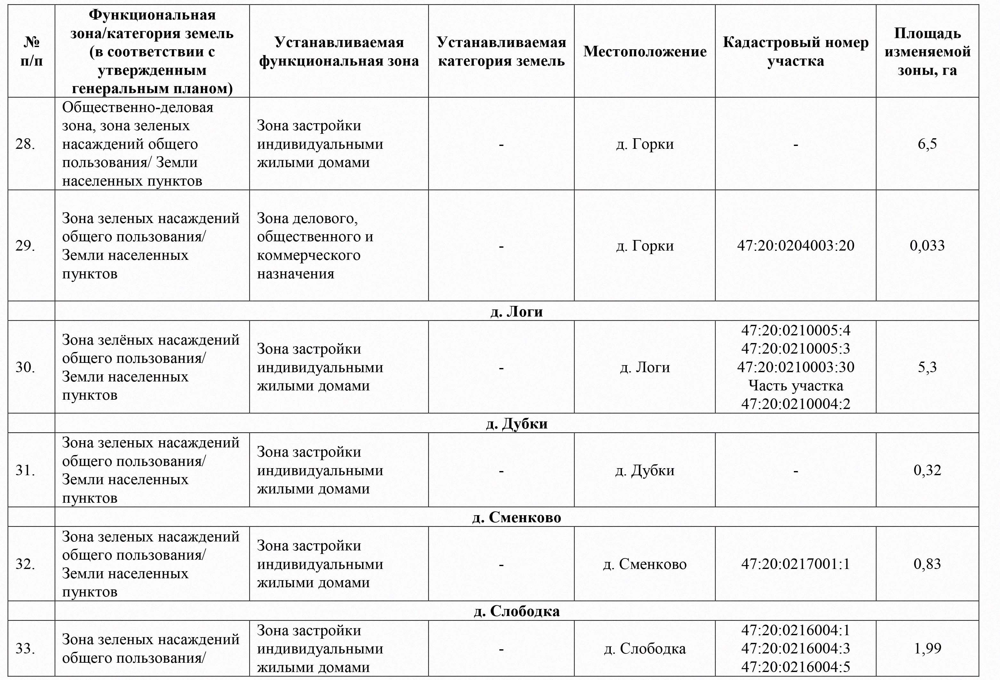 №
п/п
Функциональная
зона/категория земель
(в соответствии с
утвержденным
генеральным планом)
Устанавливаемая
функциональная зона
Устанавливаемая
категория земель
Местоположение
Кадастровый номер
участка
Площадь
изменяемой
зоны, га
28.
Общественно-деловая
зона, зона зеленых
насаждений общего
пользования/ Земли
населенных пунктов
Зона застройки
индивидуальными
жилыми домами
-
д. Горки
-
6,5
29.
Зона зеленых насаждений
общего пользования/
Земли населенных
пунктов
Зона делового,
общественного и
коммерческого
назначения
-
д. Горки
47:20:0204003:20
0,033
д. Логи
30.
Зона зелёных насаждений
общего пользования/
Земли населенных
пунктов
Зона застройки
индивидуальными
жилыми домами
-
д. Логи
47:20:0210005:4
47:20:0210005:3
47:20:0210003:30
Часть участка
47:20:0210004:2
5,3
д. Дубки
31.
Зона зеленых насаждений
общего пользования/
Земли населенных
пунктов
Зона застройки
индивидуальными
жилыми домами
-
д. Дубки
-
0,32
д. Сменково
32.
Зона зеленых насаждений
общего пользования/
Земли населенных
пунктов
Зона застройки
индивидуальными
жилыми домами
-
д. Сменково
47:20:0217001:1
0,83
д. Слободка
33.
Зона зеленых насаждений
общего пользования/
Зона застройки
индивидуальными
жилыми домами
-
д. Слободка
47:20:0216004:1
47:20:0216004:3
47:20:0216004:5
1,99